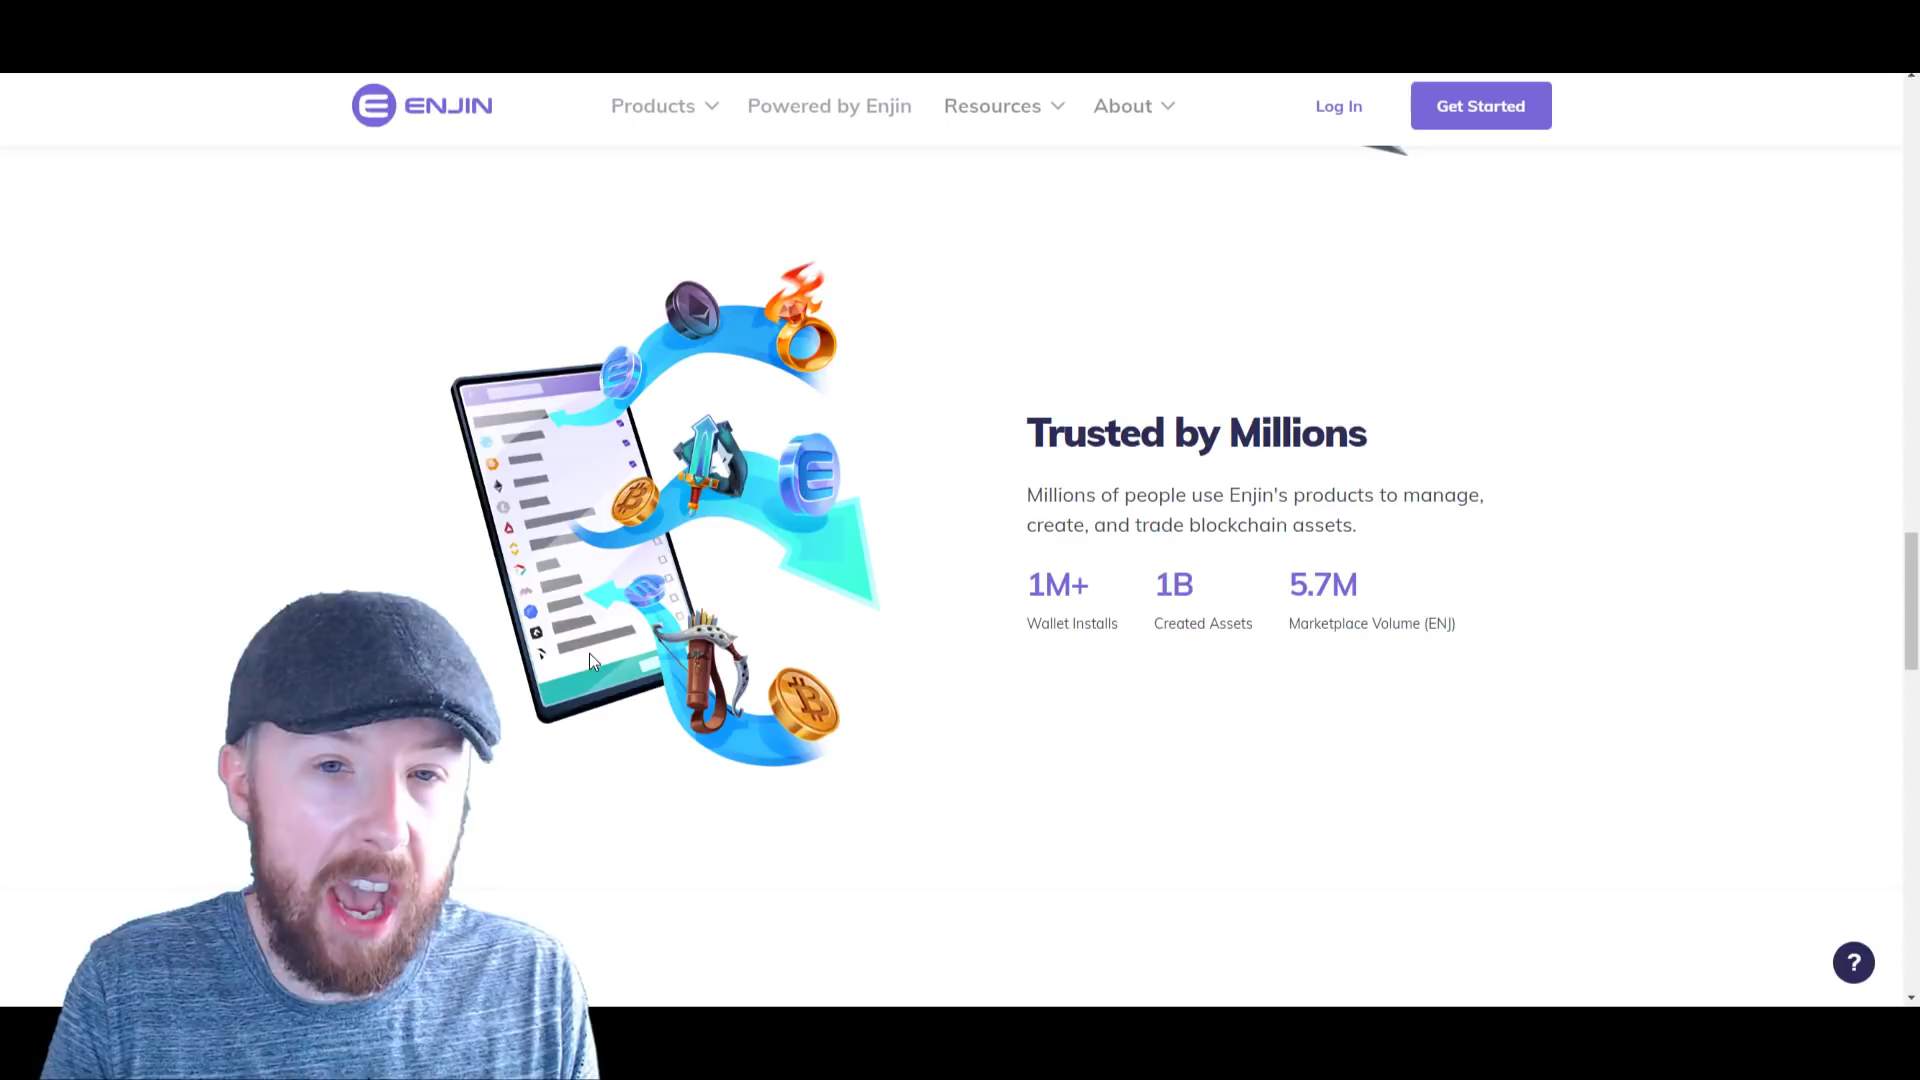 ENJIN
Products
Powered by Enjin
Resources
About
Log In
Get Started
Trusted by Millions
Millions of people use Enjin's products to manage,
create, and trade blockchain assets.
1M+ 1B 5.7M
Wallet Installs Created Assets Marketplace Volume (ENJ)
?